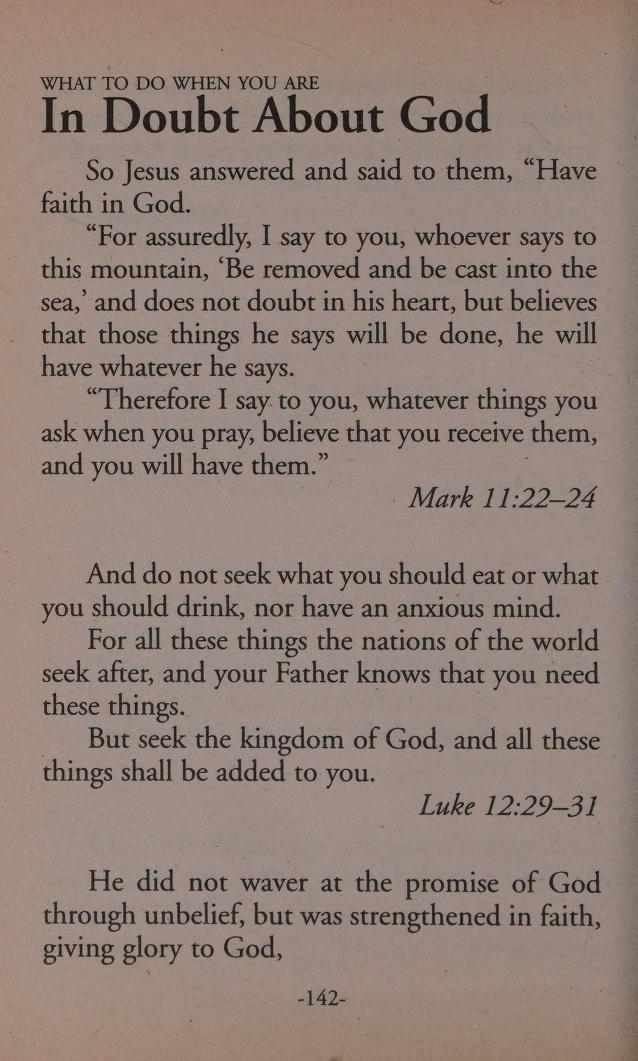 WHAT TO DO WHEN YOU ARE
In Doubt About God
So Jesus answered and said to them, “Have
faith in God.
“For assuredly, I say to you, whoever says to
this mountain, ‘Be removed and be cast into the
sea,’ and does not doubt in his heart, but believes
that those things he says will be done, he will
have whatever he says.
“Therefore I say to you, whatever things you
ask when you pray, believe that you receive them,
and you will have them.”
Mark 11:22–24
And do not seek what you should eat or what
you should drink, nor have an anxious mind.
For all these things the nations of the world
seek after, and your Father knows that you need
these things.
But seek the kingdom of God, and all these
things shall be added to you.
Luke 12:29–31
He did not waver at the promise of God
through unbelief, but was strengthened in faith,
giving glory to God,
-142-